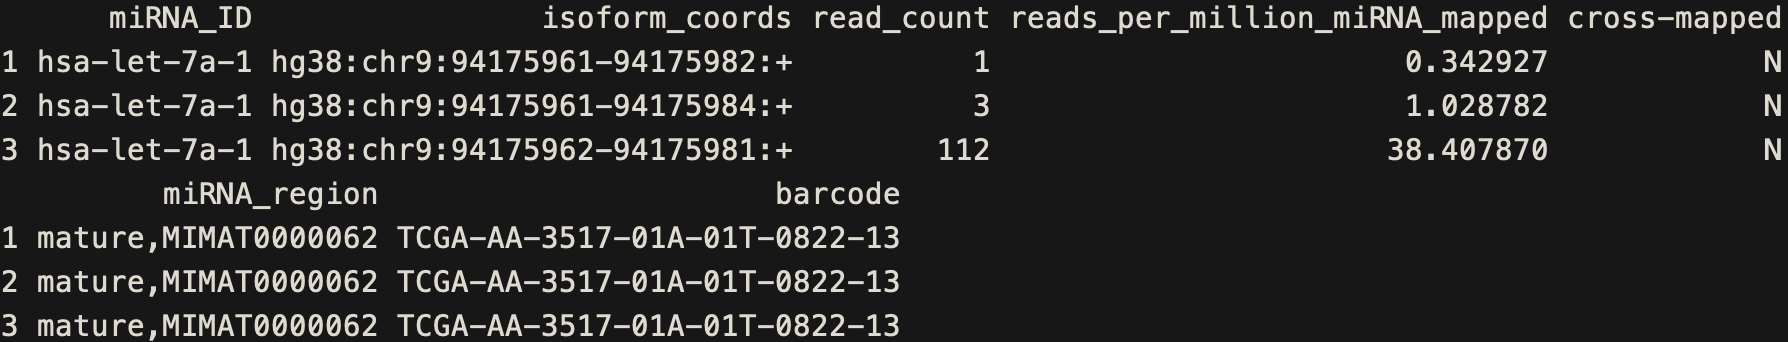 miRNA_ID isoform_coords read_count reads_per_million_miRNA_mapped cross-mapped
1 hsa-let-7a-1 hg38:chr9:94175961-94175982:+ 1 0.342927 N
2 hsa-let-7a-1 hg38:chr9:94175961-94175984:+ 3 1.028782 N
3 hsa-let-7a-1 hg38:chr9:94175962-94175981:+ 112 38.407870 N
miRNA_region barcode
1 mature,MIMAT0000062 TCGA-AA-3517-01A-01T-0822-13
2 mature,MIMAT0000062 TCGA-AA-3517-01A-01T-0822-13
3 mature,MIMAT0000062 TCGA-AA-3517-01A-01T-0822-13